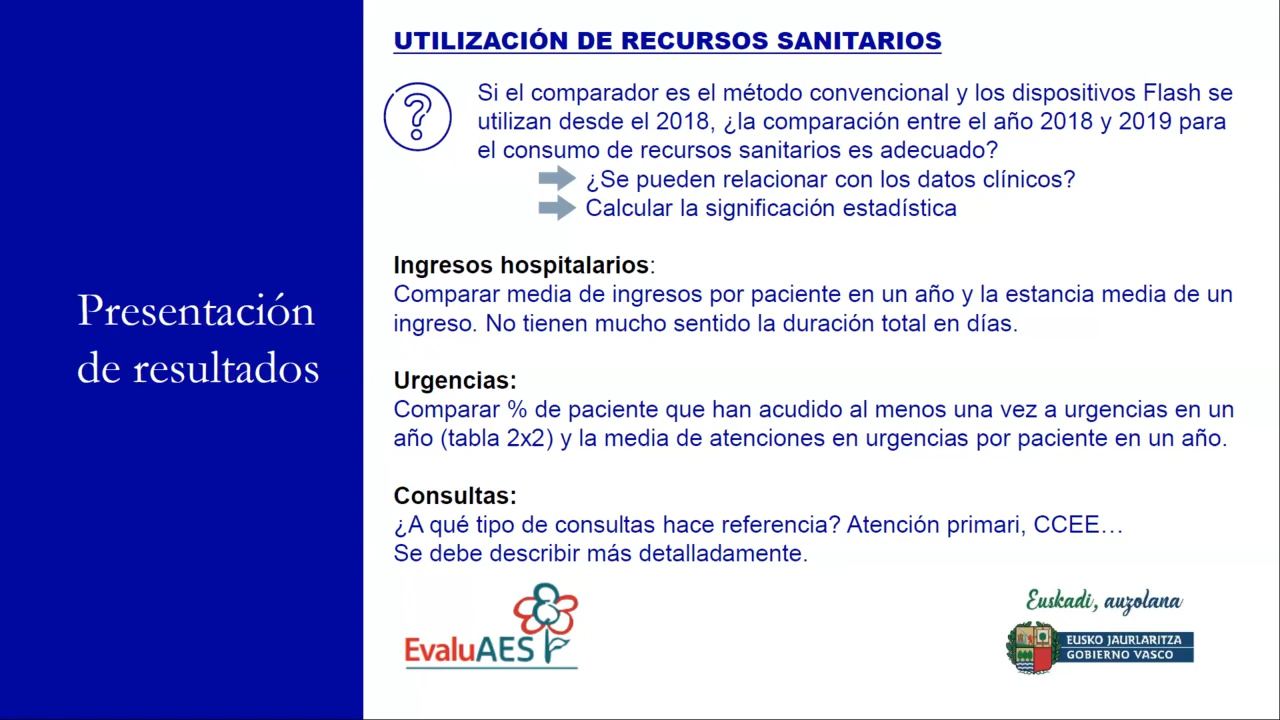 Presentación
de resultados
UTILIZACIÓN DE RECURSOS SANITARIOS
Si el comparador es el método convencional y los dispositivos Flash se
utilizan desde el 2018, ¿la comparación entre el año 2018 y 2019 para
el consumo de recursos sanitarios es adecuado?
¿Se pueden relacionar con los datos clínicos?
Calcular la significación estadística
Ingresos hospitalarios:
Comparar media de ingresos por paciente en un año y la estancia media de un
ingreso. No tienen mucho sentido la duración total en días.
Urgencias:
Comparar % de paciente que han acudido al menos una vez a urgencias en un
año (tabla 2x2) y la media de atenciones en urgencias por paciente en un año.
Consultas:
¿A qué tipo de consultas hace referencia? Atención primari, CCEE…
Se debe describir más detalladamente.
EvaluAES
Euskadi, auzolana
EUSKO JAURLARITZA
GOBIERNO VASCO